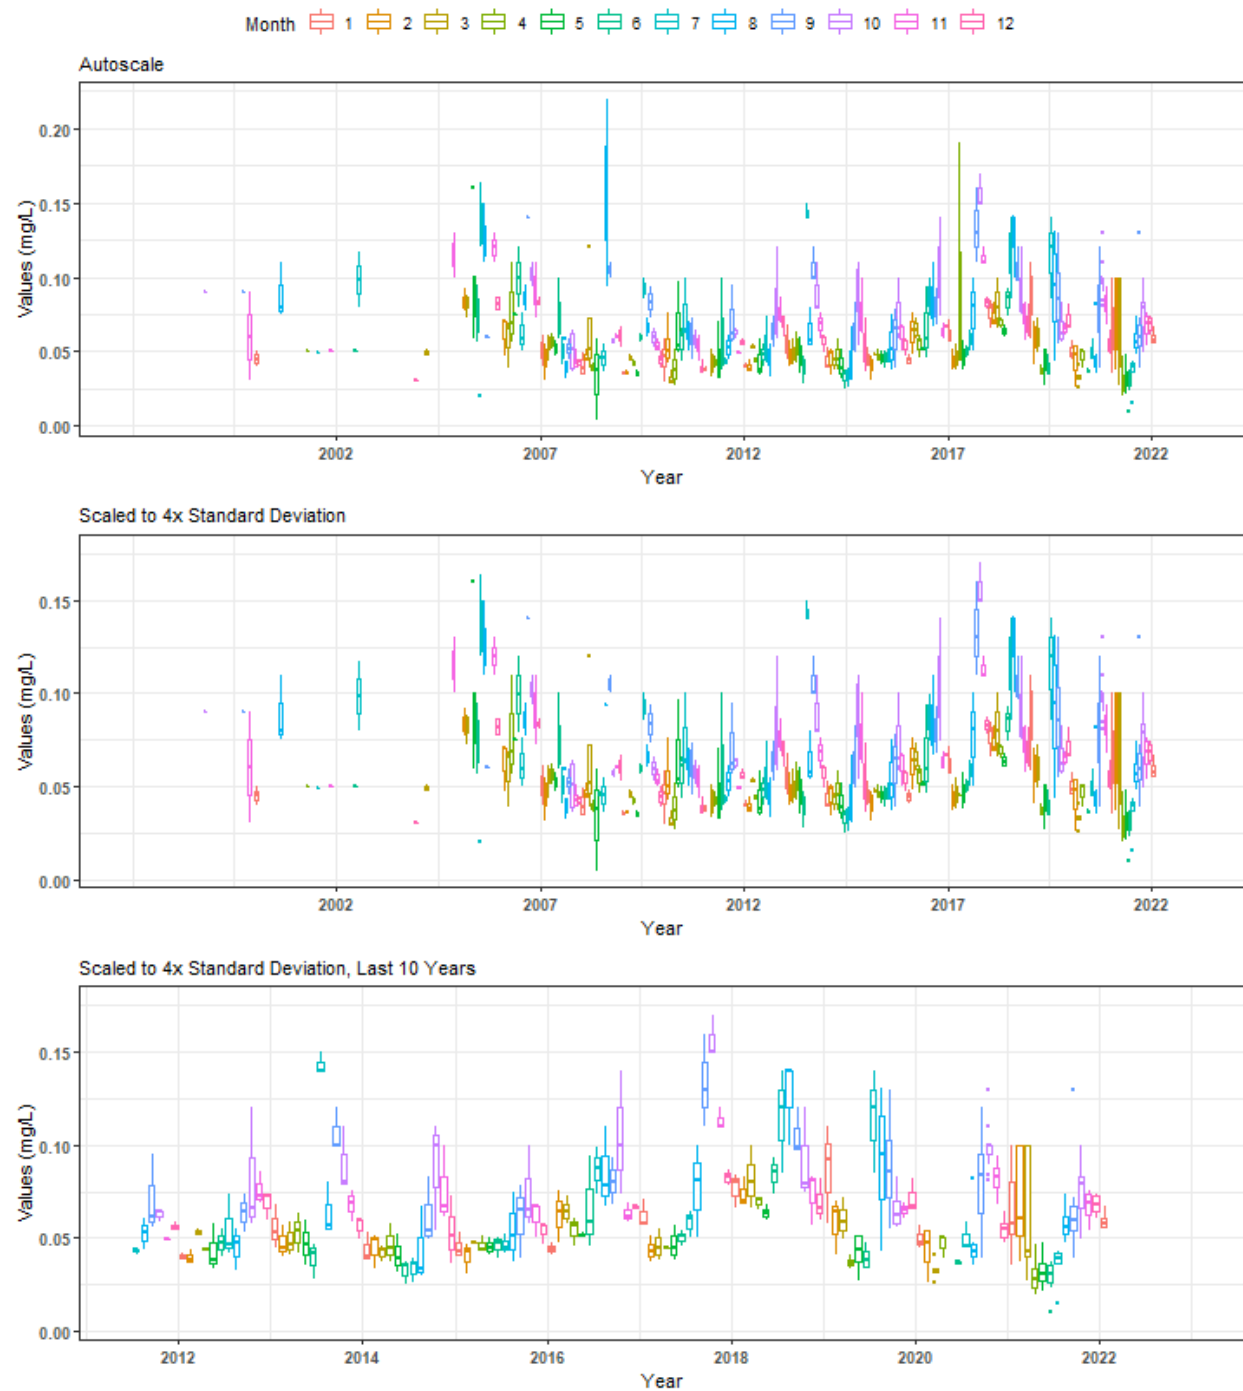 Month 1 2 3 4 5 6 7 8 9 10 11 12
Autoscale
Values (mg/L)
0.20
0.15
0.10
0.05
0.00
2002 2007 2012 2017 2022
Year
Scaled to 4x Standard Deviation
Values (mg/L)
0.15
0.10
0.05
0.00
2002 2007 2012 2017 2022
Year
Scaled to 4x Standard Deviation, Last 10 Years
Values (mg/L)
0.15
0.10
0.05
0.00
2012 2014 2016 2018 2020 2022
Year